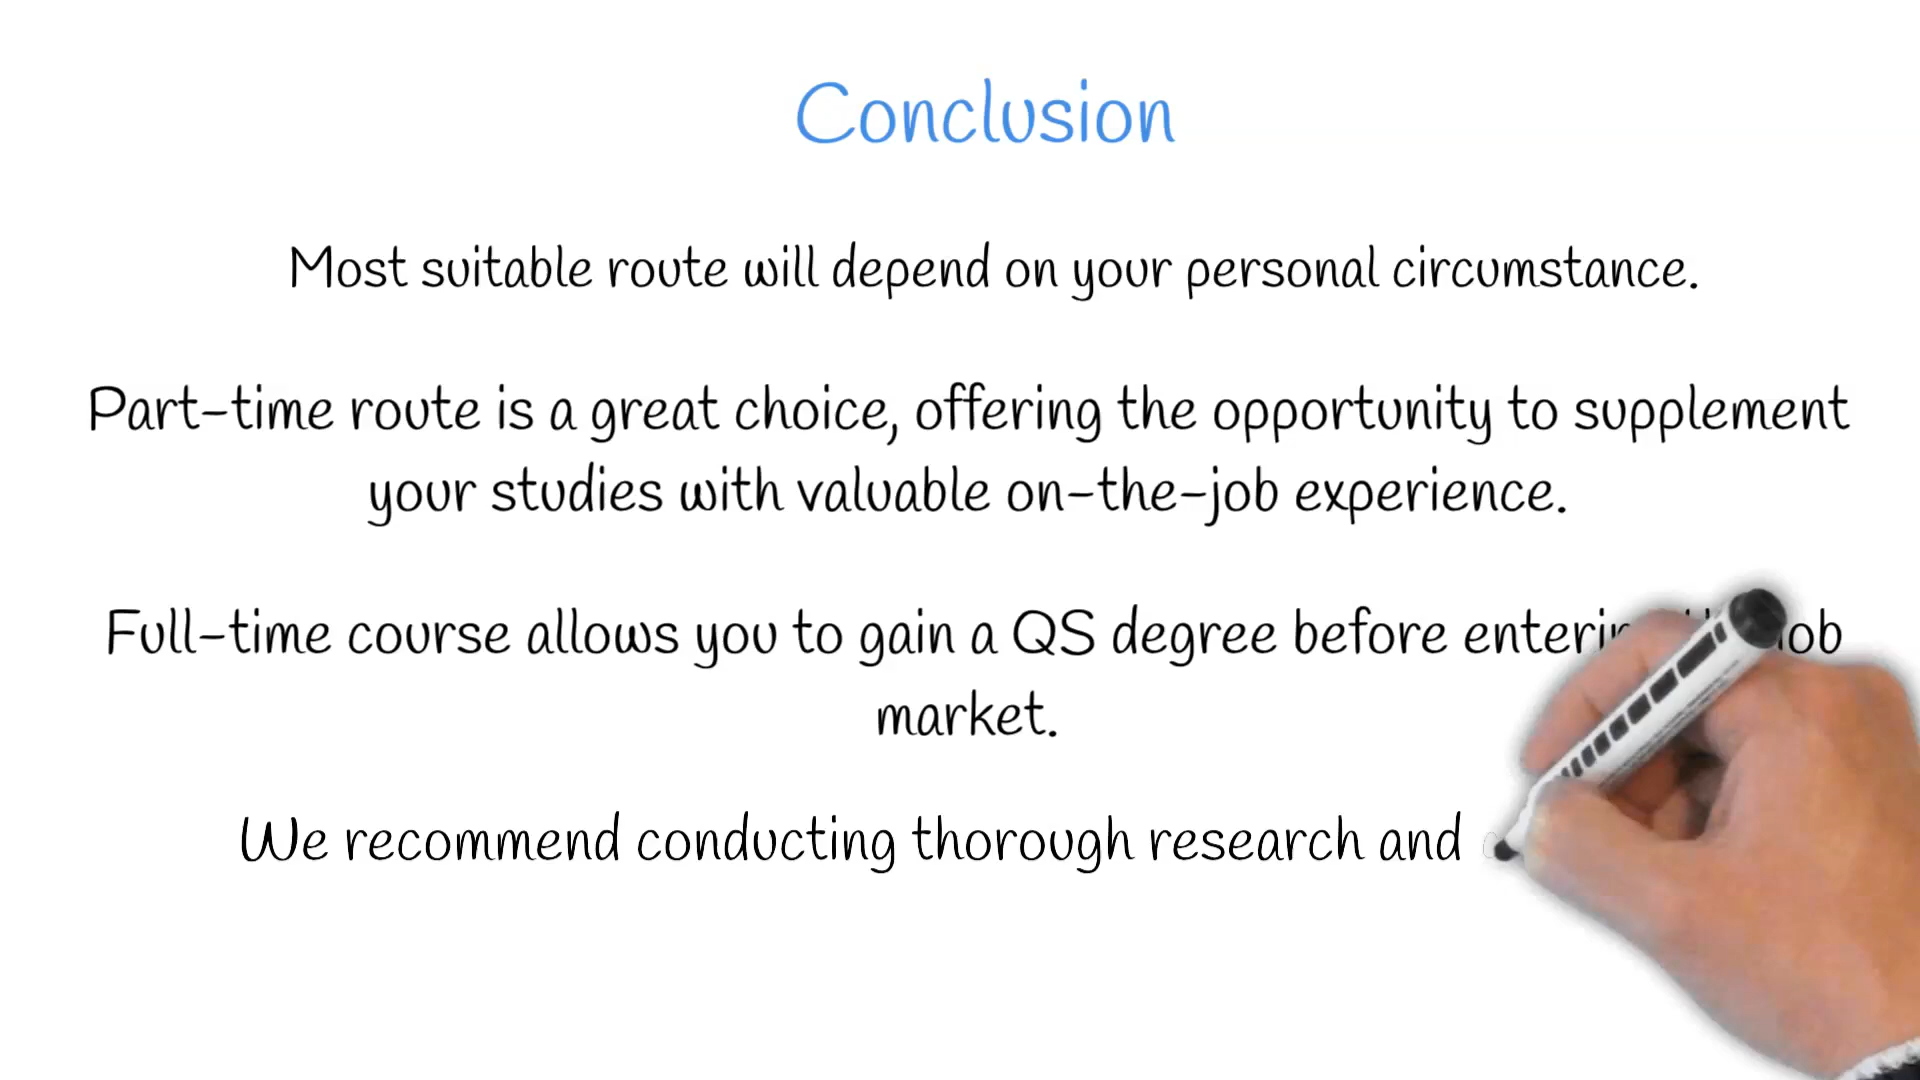 Conclusion
Most suitable route will depend on your personal circumstance.
Part-time route is a great choice, offering the opportunity to supplement
your studies with valuable on-the-job experience.
Full-time course allows you to gain a QS degree before
market.
We recommend conducting thorough research and